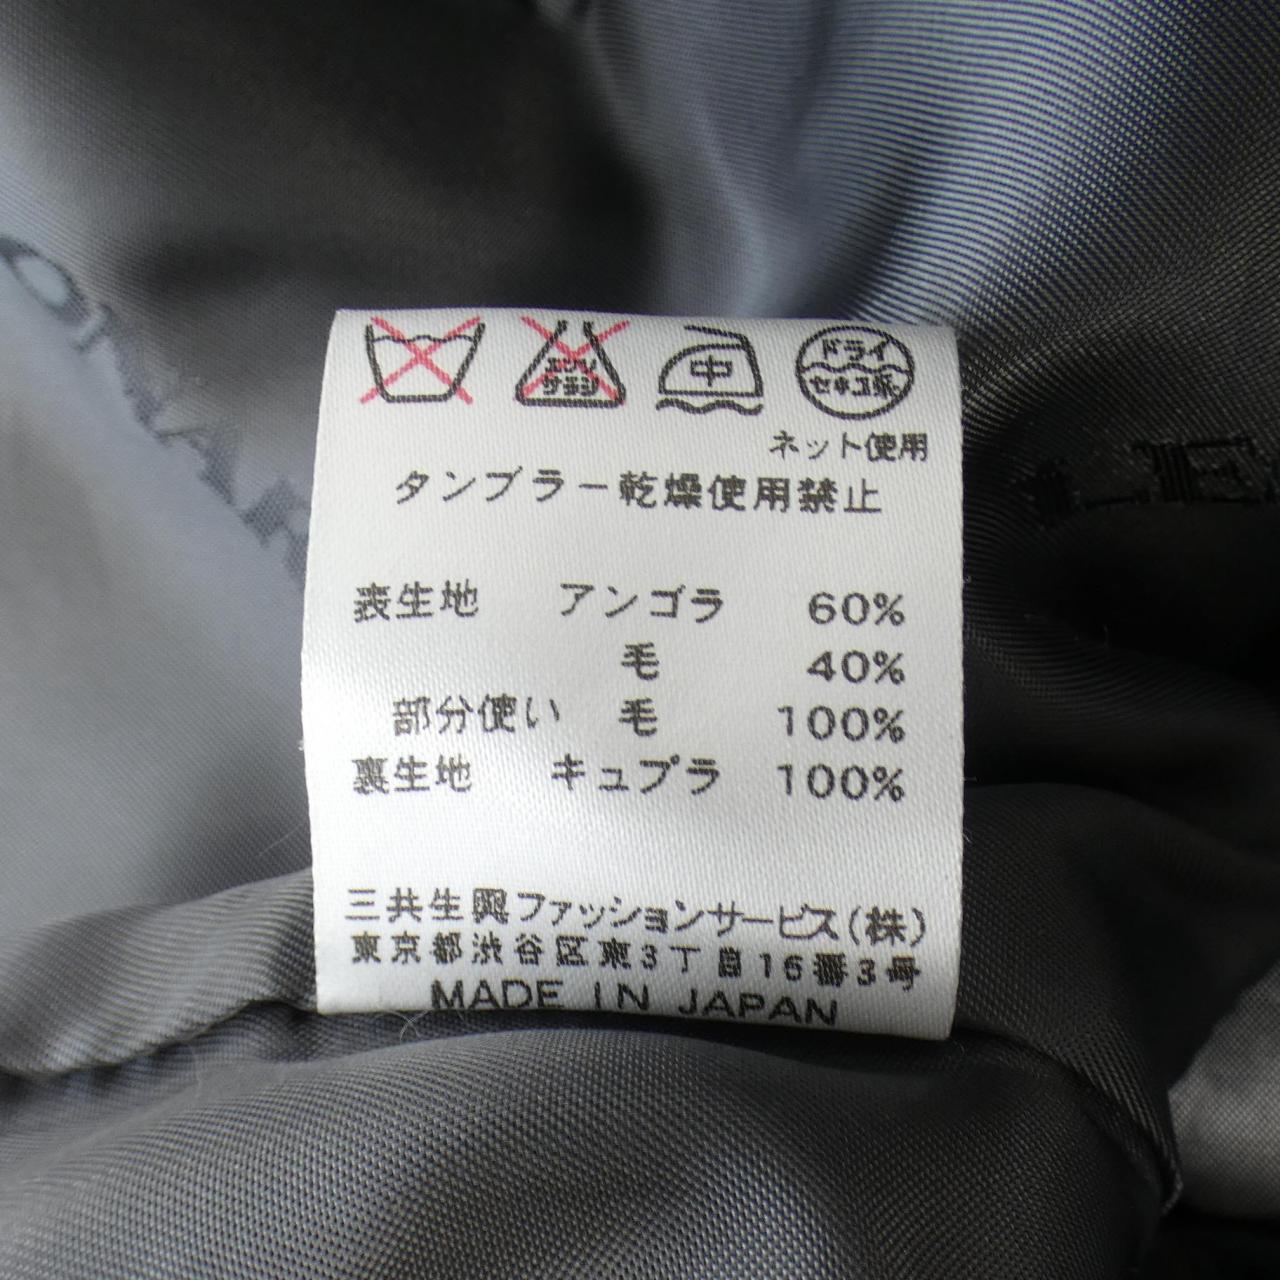 エンソ
サラシ
中
ドライ
セキユ系
ネット使用
タンブラー乾燥使用禁止
表生地 アンゴラ 60%
毛 40%
部分使い 毛 100%
裏生地 キュプラ 100%
三共生興ファッションサービス(株)
東京都渋谷区東3丁目16番3号
MADE IN JAPAN